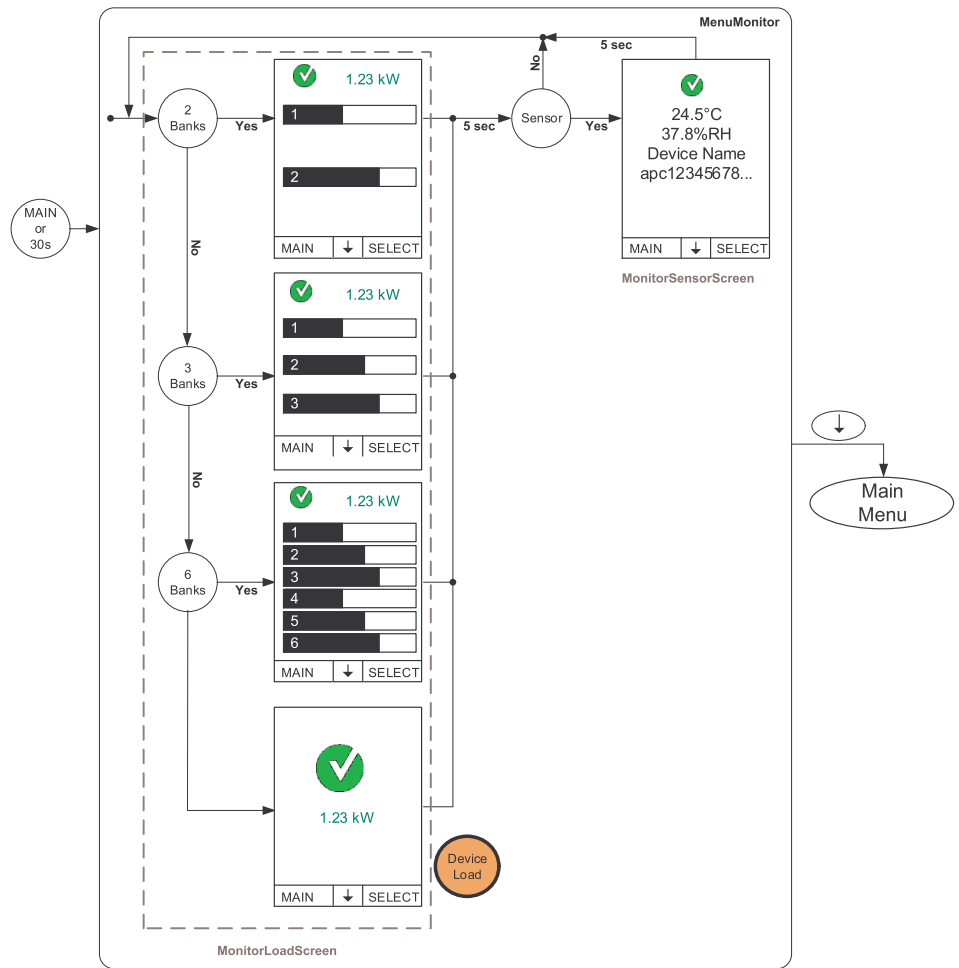 MenuMonitor
5 sec
No
1.23 kW
2
Banks
Yes
1
2
MAIN
SELECT
5 sec
Sensor
Yes
24.5°C
37.8%RH
Device Name
apc12345678...
MAIN
SELECT
MonitorSensorScreen
MAIN
or
30s
No
1.23 kW
1
2
3
3
Banks
Yes
MAIN
SELECT
No
Main
Menu
1.23 kW
1
2
3
4
5
6
6
Banks
Yes
MAIN
SELECT
1.23 kW
MAIN
SELECT
Device
Load
MonitorLoadScreen